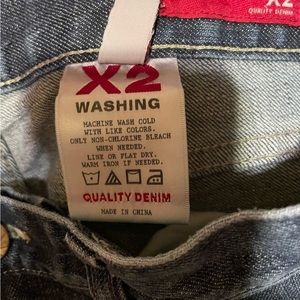 X2
QUALITY DENIM
X2
WASHING
MACHINE WASH COLD
WITH LIKE COLORS.
ONLY NON-CHLORINE BLEACH
WHEN NEEDED.
LINE OR FLAT DRY.
WARM IRON IF NEEDED.
QUALITY DENIM
MADE IN CHINA